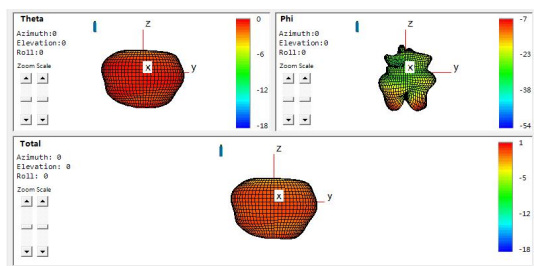 Theta
Azimuth:0
Elevation:0
Roll:0
Zoom Scale
z
x
y
0
-6
-12
-18
Phi
Azimuth:0
Elevation:0
Roll:0
Zoom Scale
z
x
y
-7
-23
-38
-54
Total
Azimuth: 0
Elevation: 0
Roll: 0
Zoom Scale
z
x
y
1
-5
-12
-18